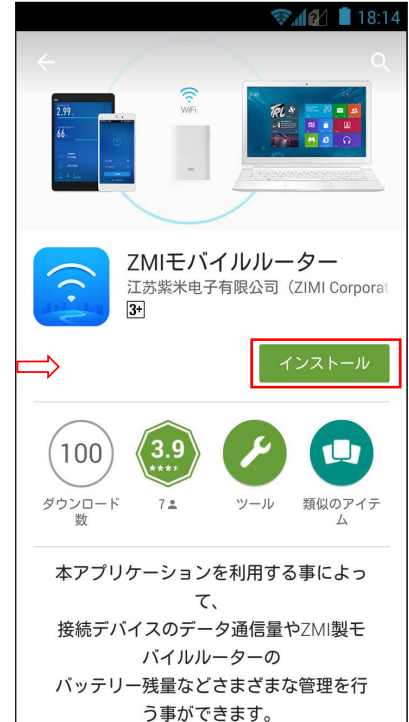 18:14
2.99
66
WiFi
zmi
20
ZMIモバイルルーター
江苏紫米电子有限公司（ZIMI Corporat
3+
インストール
100
3.9
ダウンロード
数
7
ツール
類似のアイテ
ム
本アプリケーションを利用する事によっ
て、
接続デバイスのデータ通信量やZMI製モ
バイルルーターの
バッテリー残量などさまざまな管理を行
う事ができます。